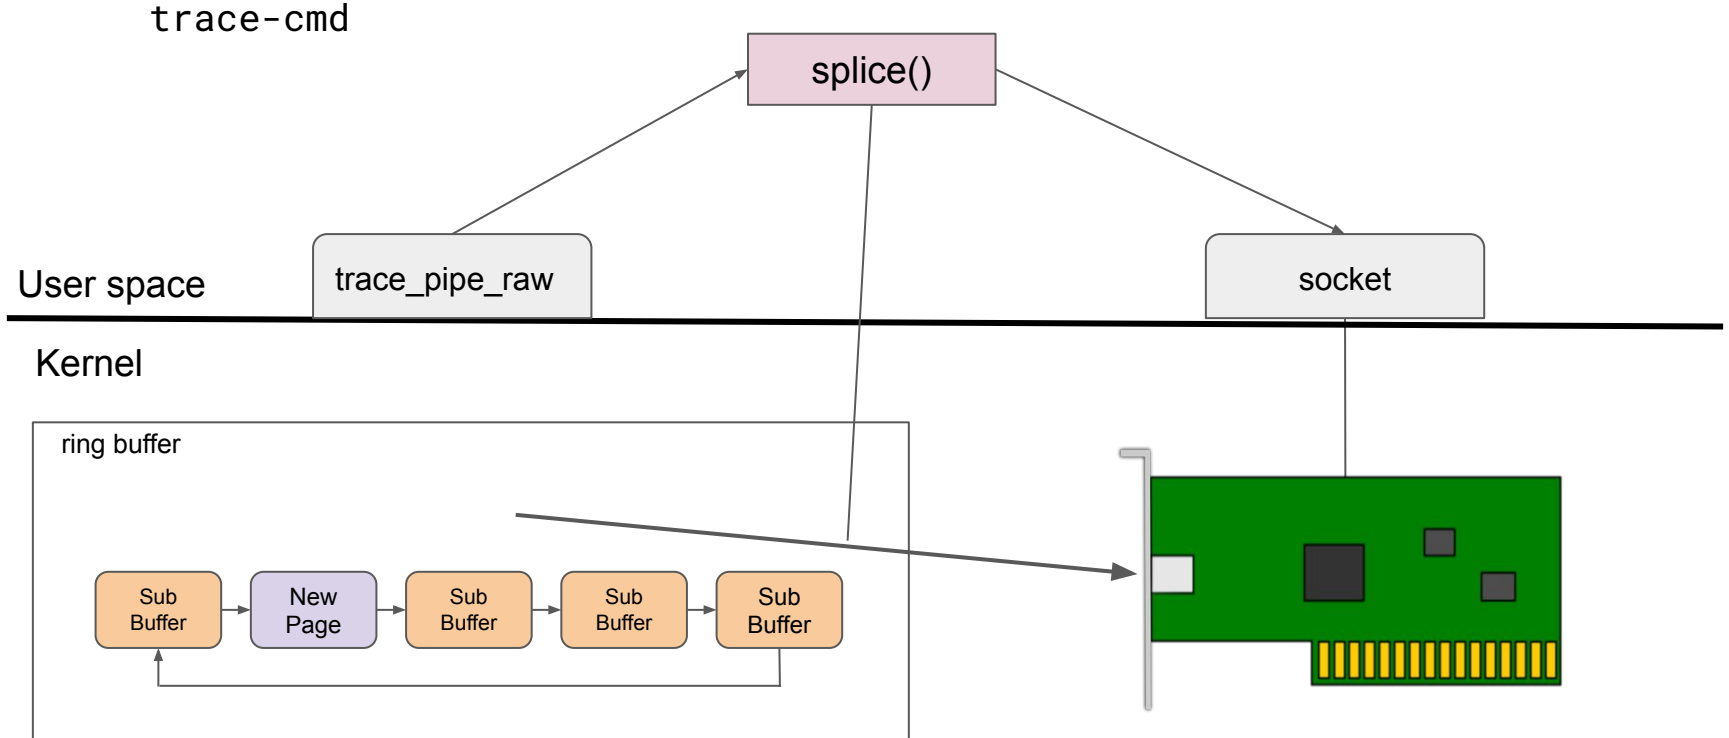 trace-cmd
splice()
trace_pipe_raw
socket
User space
Kernel
ring buffer
Sub
Buffer
New
Page
Sub
Buffer
Sub
Buffer
Sub
Buffer